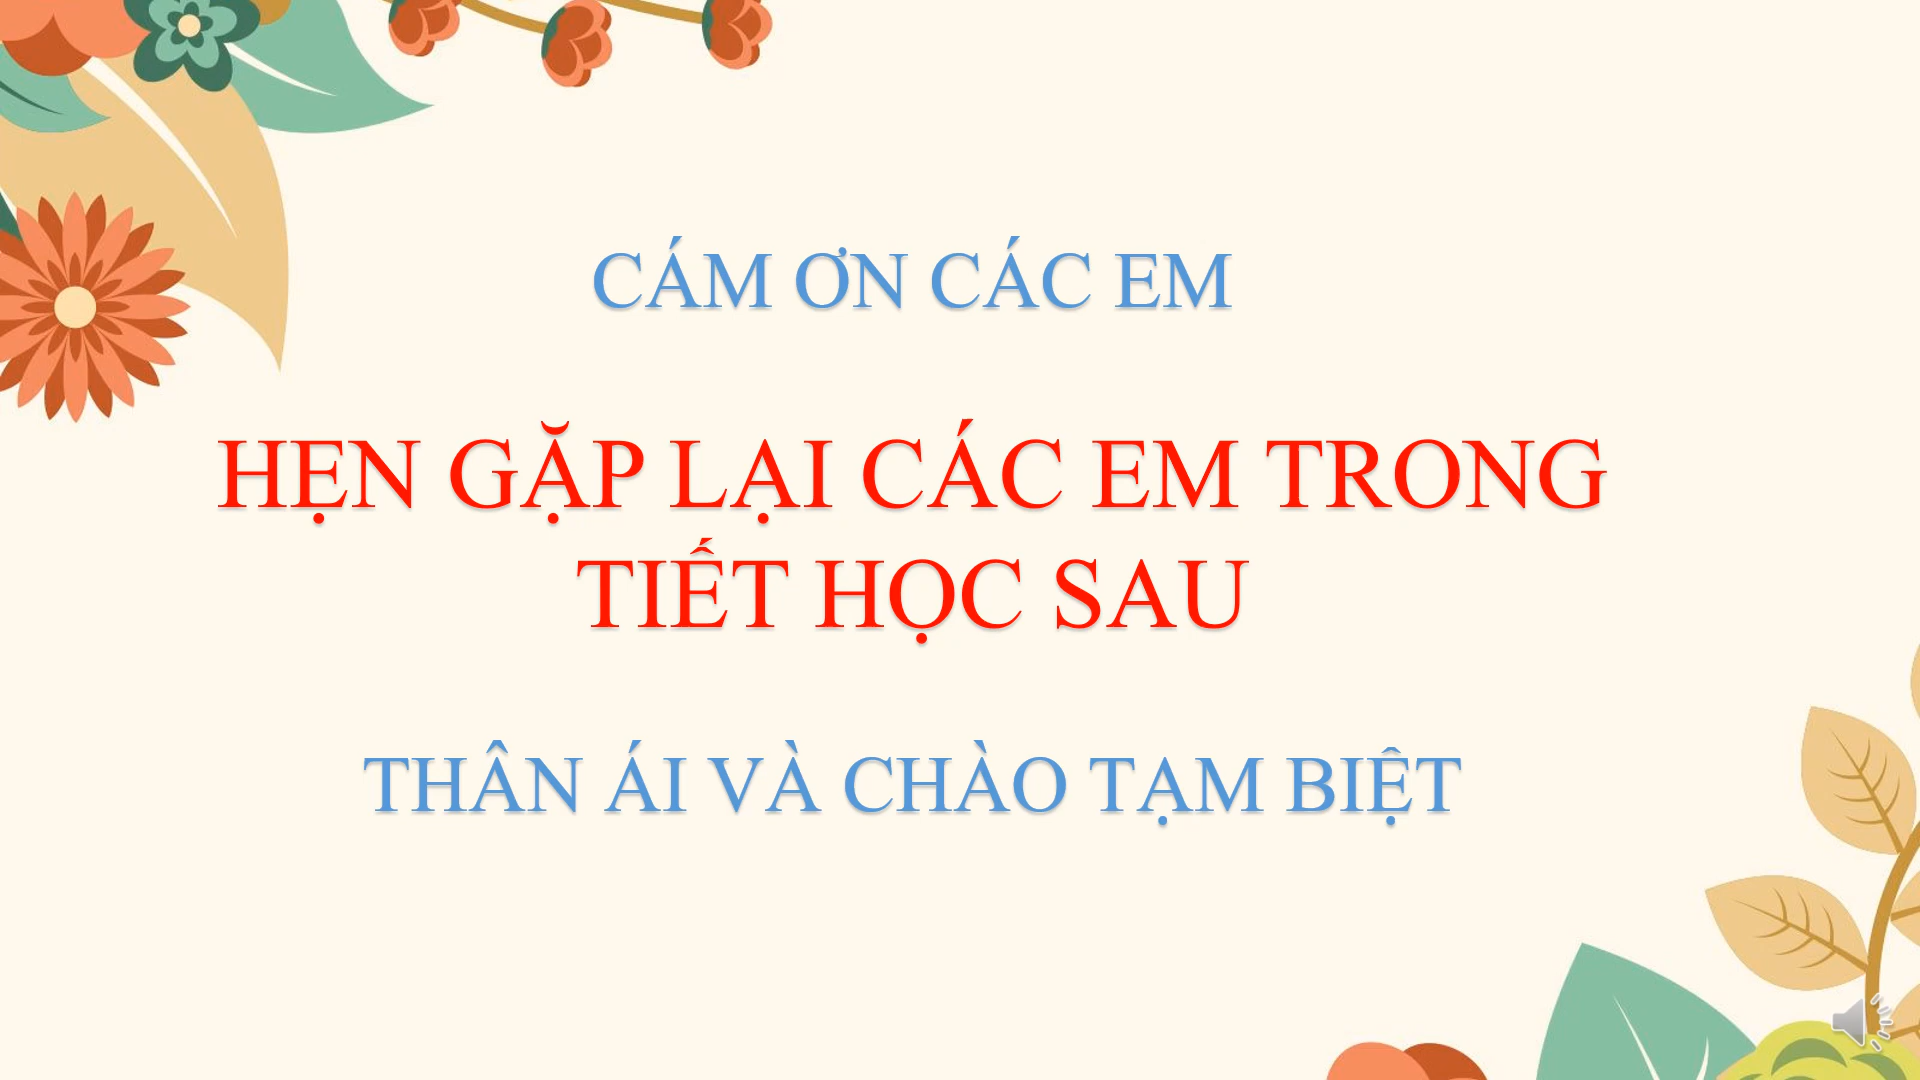 CÁM ƠN CÁC EM
HẸN GẶP LẠI CÁC EM TRONG
TIẾT HỌC SAU
THÂN ÁI VÀ CHÀO TẠM BIỆT